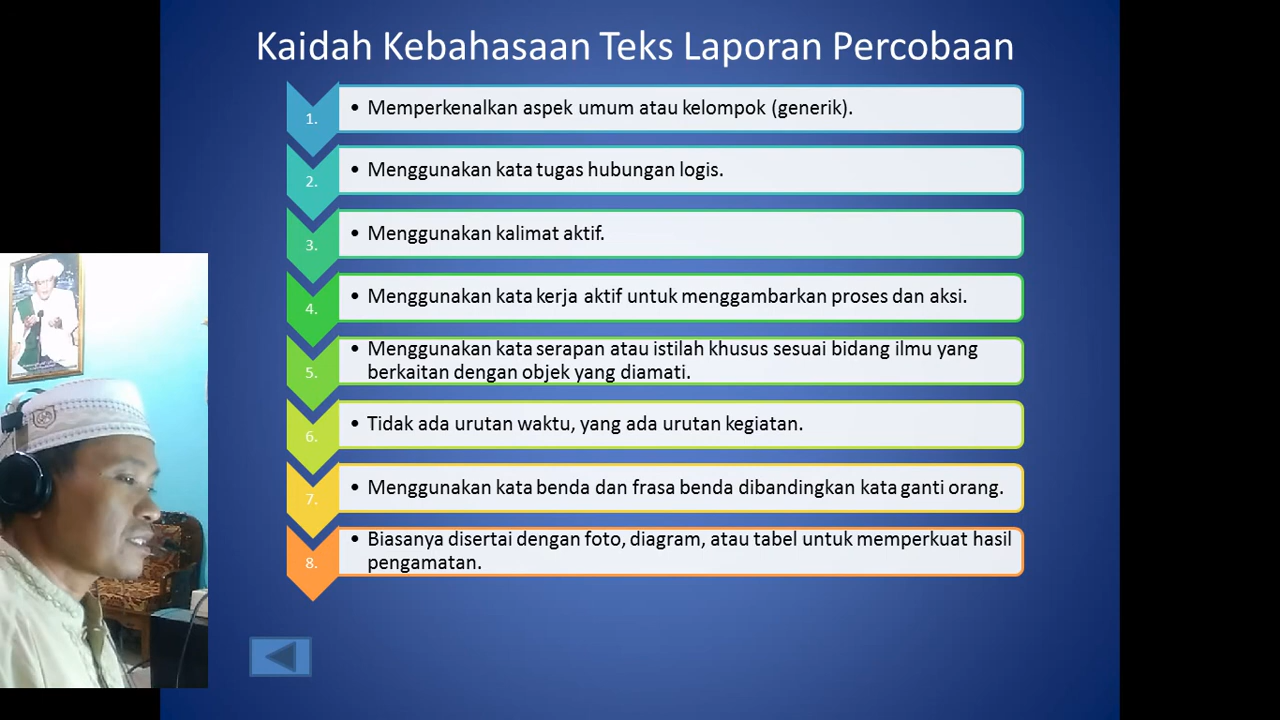 Kaidah Kebahasaan Teks Laporan Percobaan
1.
• Memperkenalkan aspek umum atau kelompok (generik).
2.
• Menggunakan kata tugas hubungan logis.
3.
• Menggunakan kalimat aktif.
4.
• Menggunakan kata kerja aktif untuk menggambarkan proses dan aksi.
5.
• Menggunakan kata serapan atau istilah khusus sesuai bidang ilmu yang
berkaitan dengan objek yang diamati.
6.
• Tidak ada urutan waktu, yang ada urutan kegiatan.
7.
• Menggunakan kata benda dan frasa benda dibandingkan kata ganti orang.
8.
• Biasanya disertai dengan foto, diagram, atau tabel untuk memperkuat hasil
pengamatan.